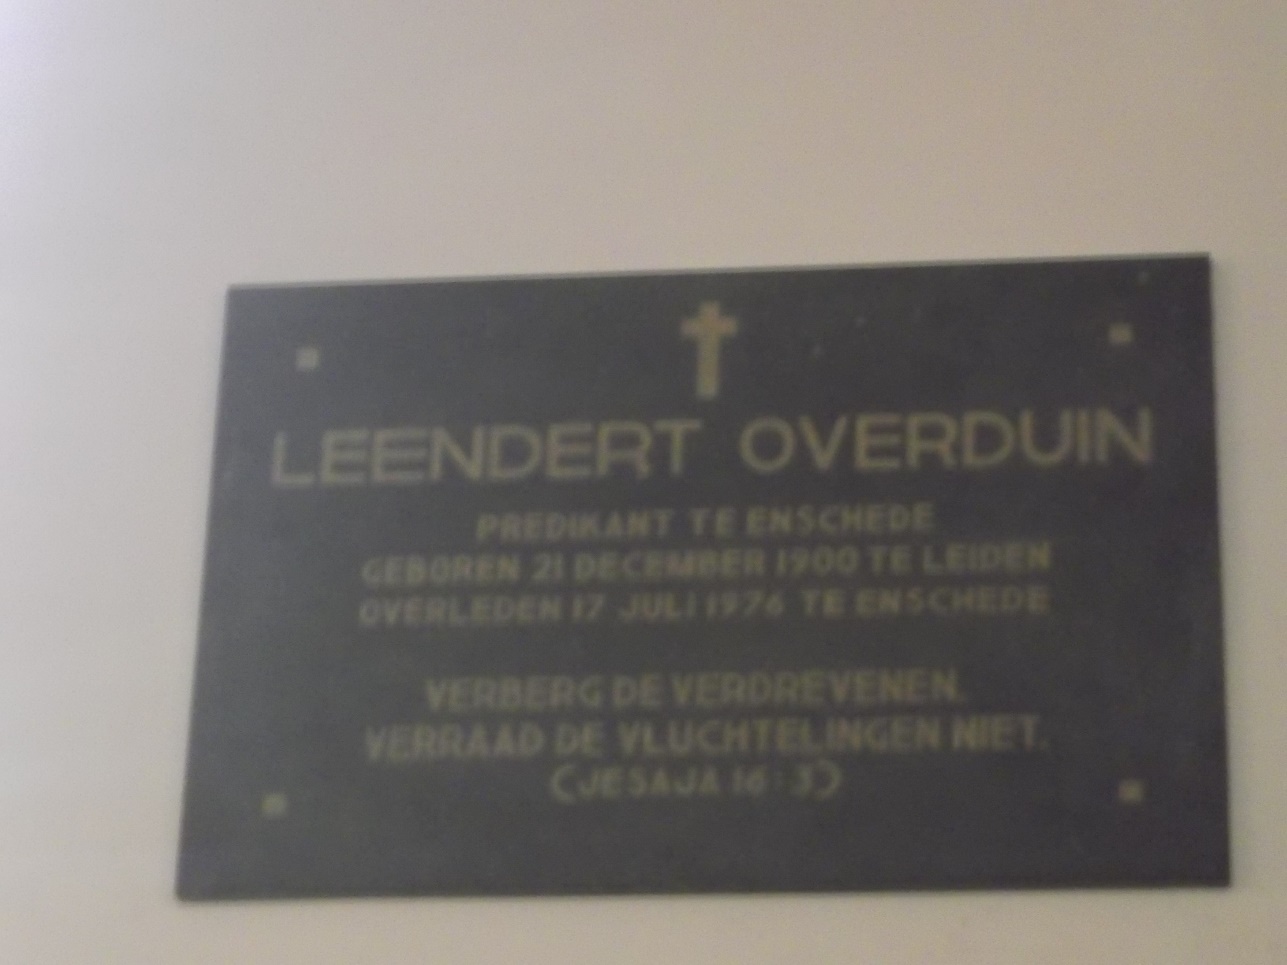 LEENDERT OVERDUIN
PREDIKANT TE ENSCHEDE
GEBOREN 21 DECEMBER 1900 TE LEIDEN
OVERLEDEN 17 JULI 1976 TE ENSCHEDE
VERBERG DE VERDREVENEN.
VERRAAD DE VLUCHTELINGEN NIET.
(JESAJA 16:3)